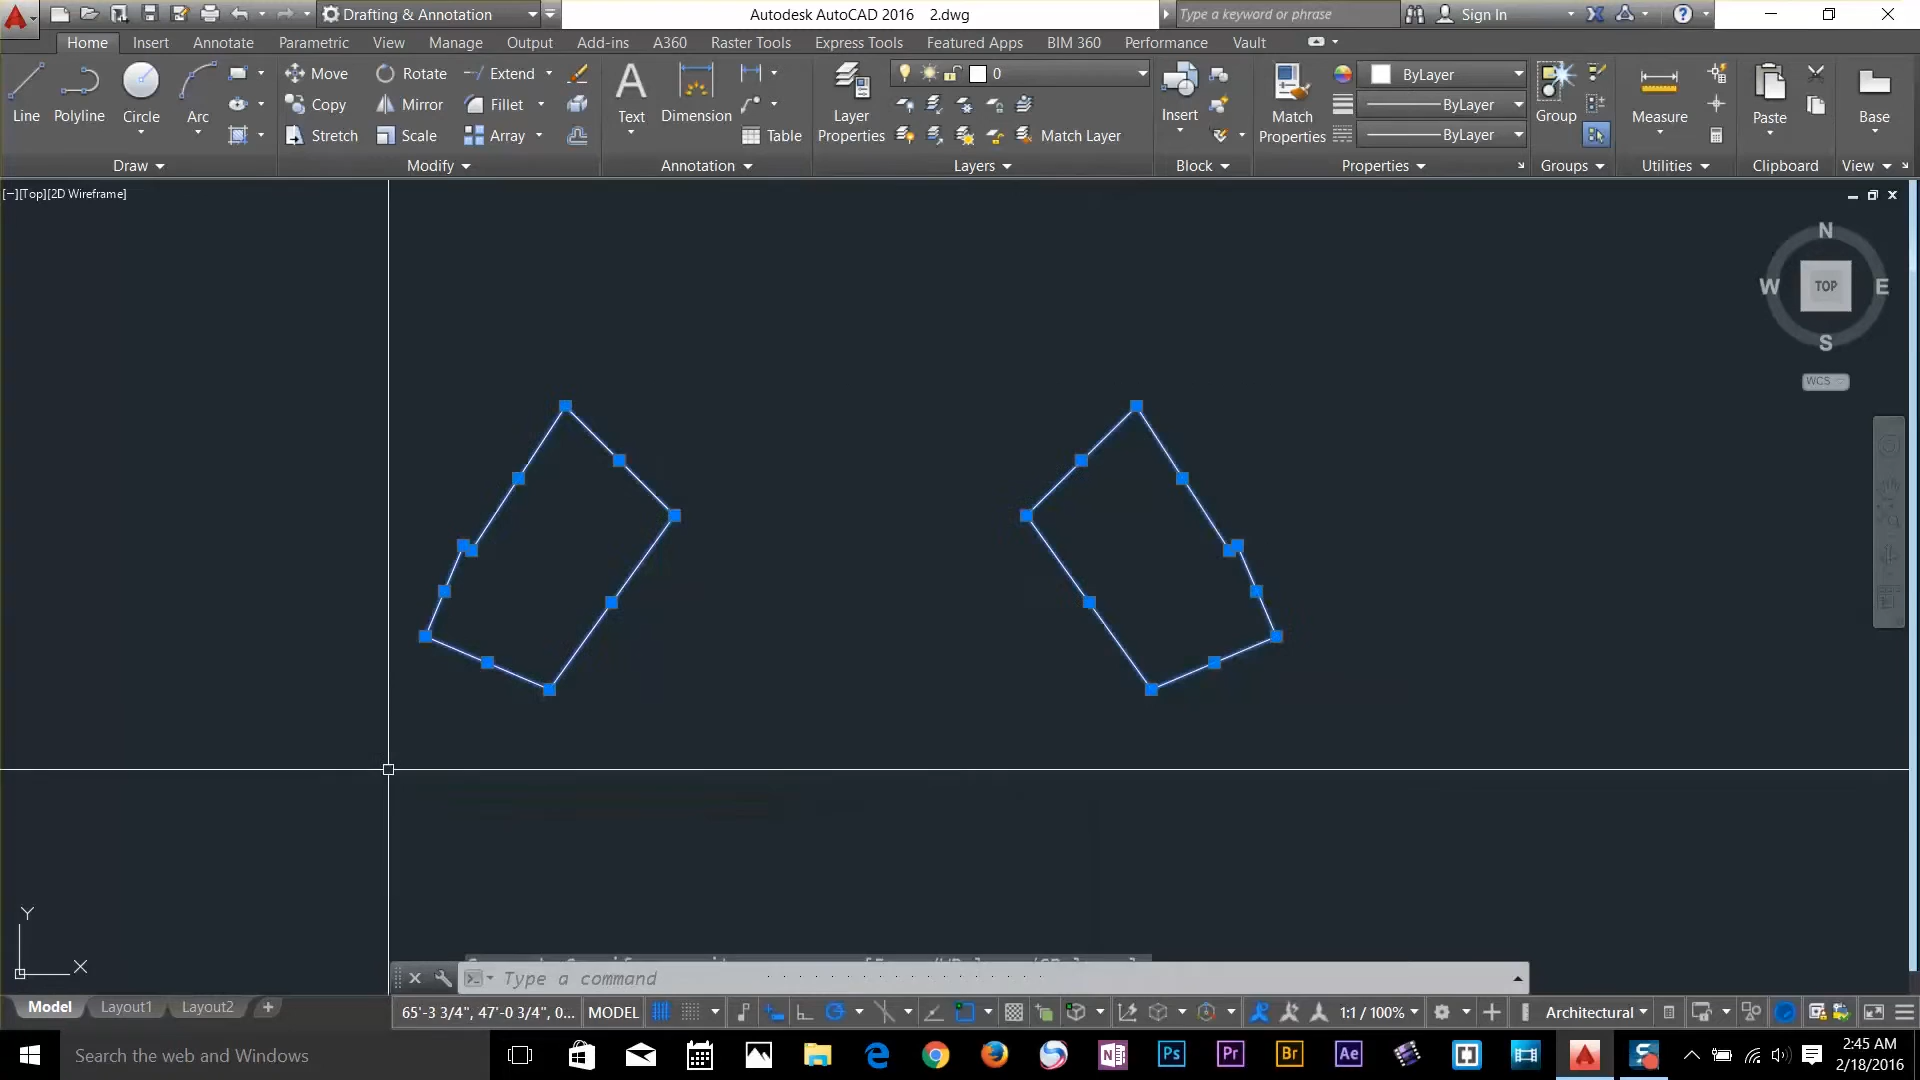 Drafting & Annotation
Autodesk AutoCAD 2016 2.dwg
Type a keyword or phrase
Sign In
Home Insert Annotate Parametric View Manage Output Add-ins A360 Raster Tools Express Tools Featured Apps BIM 360 Performance Vault
Line Polyline Circle Arc
Move Rotate Extend
Copy Mirror Fillet
Stretch Scale Array
Text Dimension
Table
Layer Properties
0
Match Layer
Insert
Match Properties
ByLayer
ByLayer
ByLayer
Group
Measure
Paste
Base
Draw Modify Annotation Layers Block Properties Groups Utilities Clipboard View
[−][Top][2D Wireframe]
N
W TOP E
S
WCS
Y
X
Type a command
Model Layout1 Layout2 +
65'-3 3/4", 47'-0 3/4", 0... MODEL
1:1 / 100%
Architectural
Search the web and Windows
N Ps Pr Br Ae
2:45 AM
2/18/2016